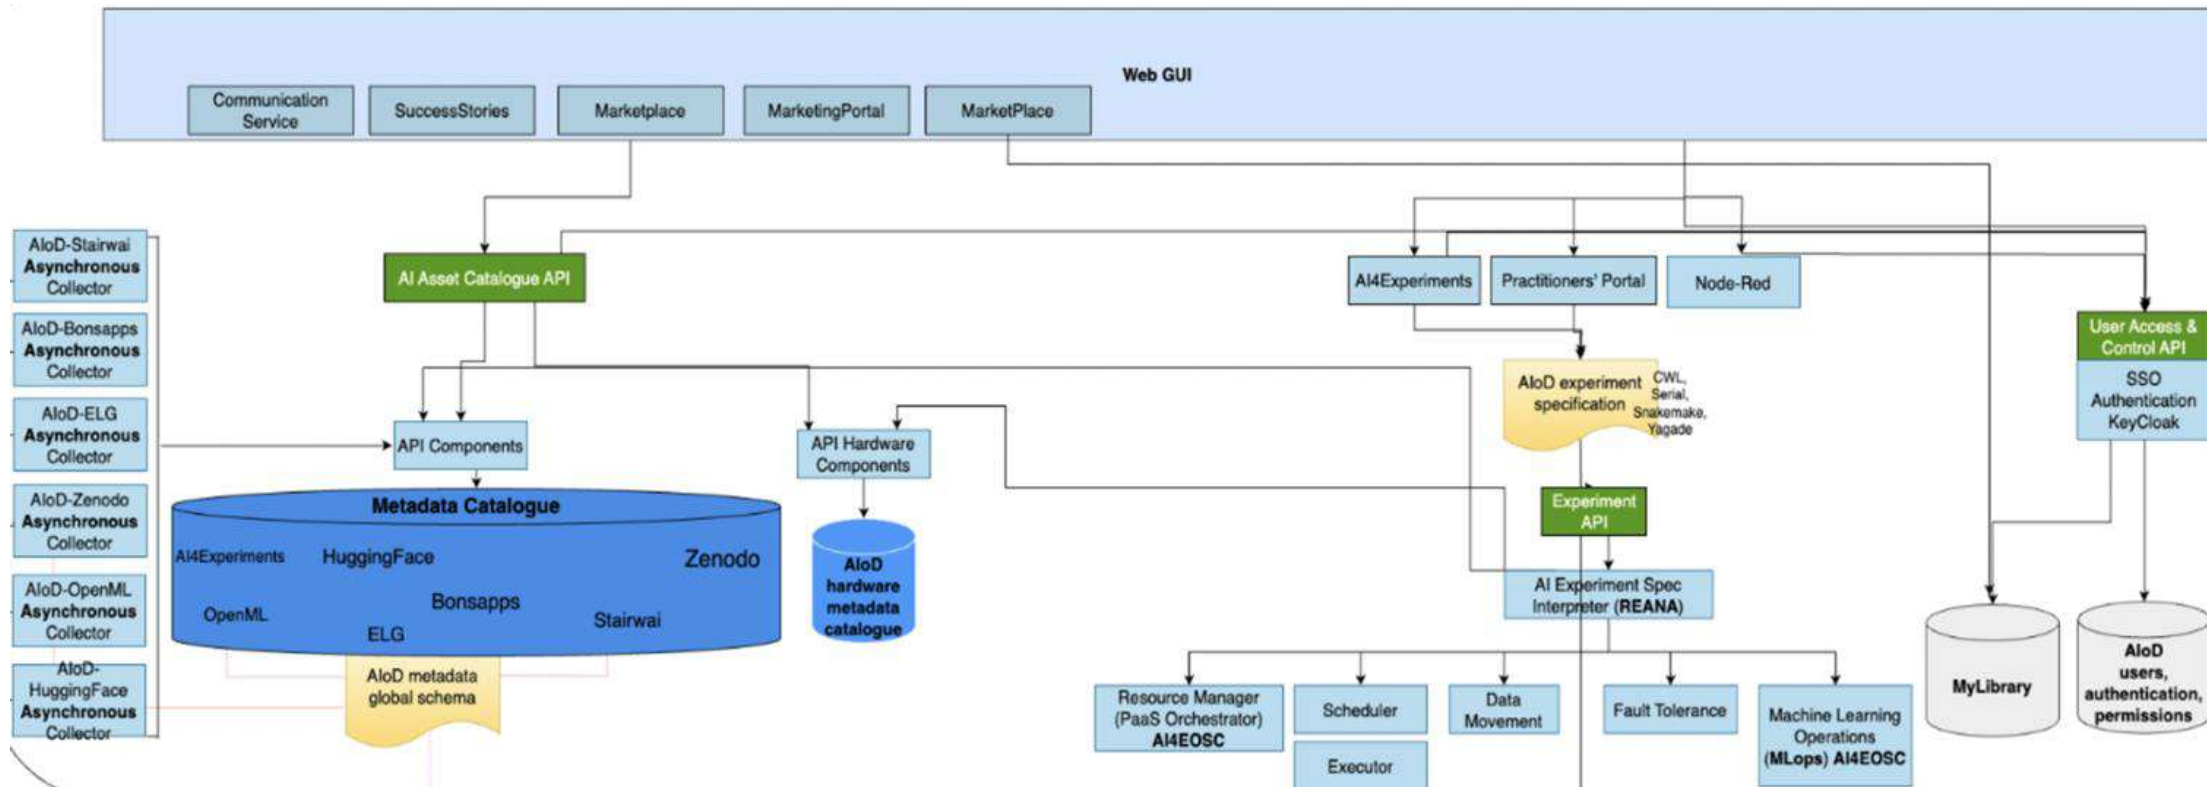 Web GUI
Communication
Service
SuccessStories
Marketplace
MarketingPortal
MarketPlace
AIoD-Stairwai
Asynchronous
Collector
AIoD-Bonsapps
Asynchronous
Collector
AIoD-ELG
Asynchronous
Collector
AIoD-Zenodo
Asynchronous
Collector
AIoD-OpenML
Asynchronous
Collector
AIoD-
HuggingFace
Asynchronous
Collector
AI Asset Catalogue API
API Components
API Hardware
Components
Metadata Catalogue
AI4Experiments
HuggingFace
Zenodo
OpenML
Bonsapps
Stairwai
ELG
AIoD metadata
global schema
AIoD
hardware
metadata
catalogue
AI4Experiments
Practitioners' Portal
Node-Red
AIoD experiment
specification
CWL,
Serial,
Snakemake,
Yagade
Experiment
API
AI Experiment Spec
Interpreter (REANA)
Resource Manager
(PaaS Orchestrator)
AI4EOSC
Scheduler
Executor
Data
Movement
Fault Tolerance
Machine Learning
Operations
(MLops) AI4EOSC
User Access &
Control API
SSO
Authentication
KeyCloak
MyLibrary
AIoD
users,
authentication,
permissions